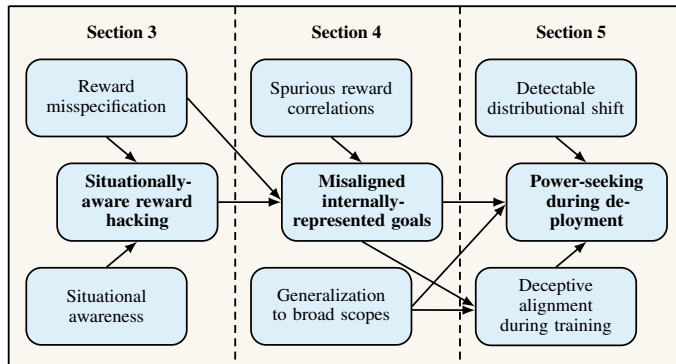 Section 3
Reward
misspecification
Situationally-
aware reward
hacking
Situational
awareness
Section 4
Spurious reward
correlations
Misaligned
internally-
represented goals
Generalization
to broad scopes
Section 5
Detectable
distributional shift
Power-seeking
during de-
ployment
Deceptive
alignment
during training